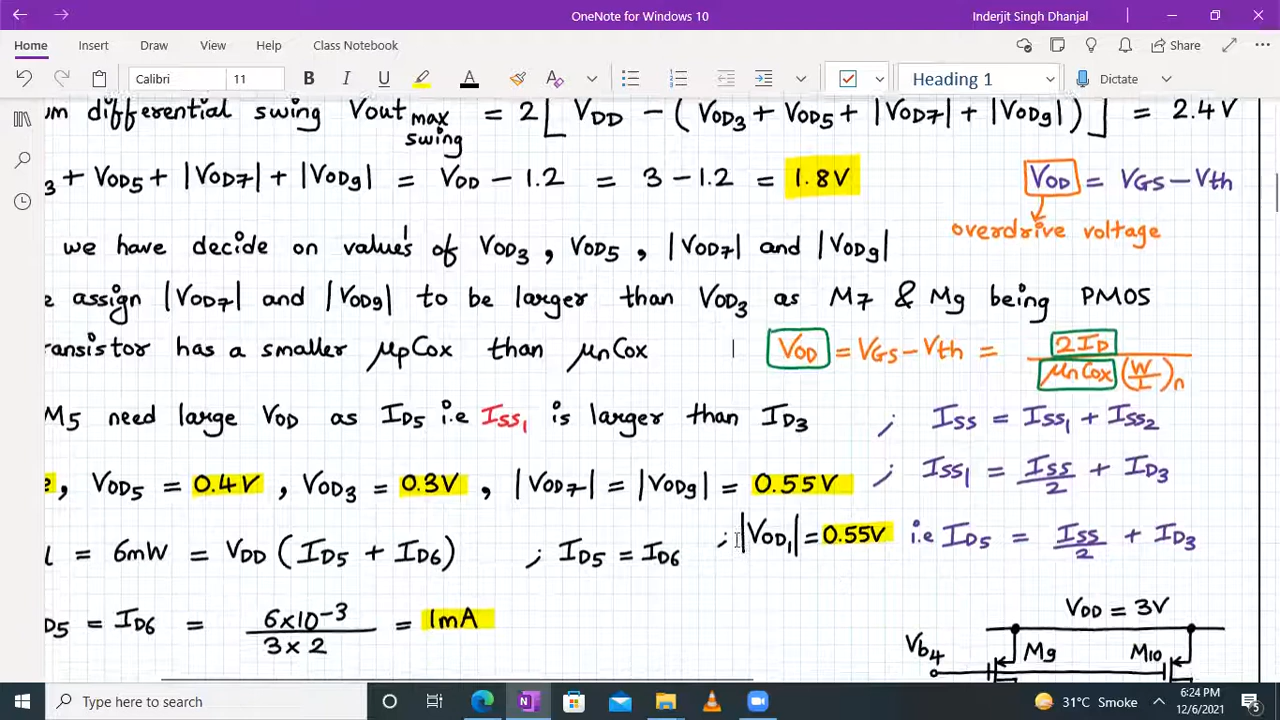 OneNote for Windows 10
Inderjit Singh Dhanjal
Home Insert Draw View Help Class Notebook Share
Calibri 11 B I U A Heading 1 Dictate
um differential swing Vout max swing = 2[ VDD - (VOD3 + VOD5 + |VOD7| + |VOD9|) ] = 2.4V
3 + VOD5 + |VOD7| + |VOD9| = VDD - 1.2 = 3 - 1.2 = 1.8V
VOD = VGS - Vth
overdrive voltage
we have decide on values of VOD3, VOD5, |VOD7| and |VOD9|
e assign |VOD7| and |VOD9| to be larger than VOD3 as M7 & M9 being PMOS
ransistor has a smaller μpCox than μnCox
VOD = VGS - Vth = 2ID / μnCox (W/L)n
M5 need large VOD as ID5 i.e ISS1 is larger than ID3 ; ISS = ISS1 + ISS2
e, VOD5 = 0.4V, VOD3 = 0.3V, |VOD7| = |VOD9| = 0.55V ; ISS1 = ISS/2 + ID3
; |VOD1| = 0.55V i.e ID5 = ISS/2 + ID3
l = 6mW = VDD (ID5 + ID6) ; ID5 = ID6
D5 = ID6 = 6x10-3 / 3x2 = 1mA
VDD = 3V
Vb4 M9 M10
Type here to search
31°C Smoke
6:24 PM
12/6/2021
5